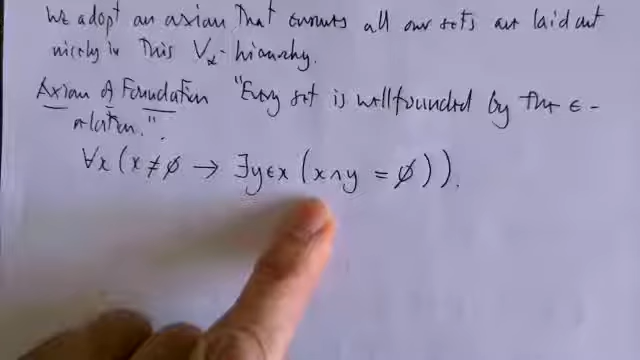 We adopt an axiom that ensures all our sets are laid out
nicely in this Vα-hierarchy.
Axiom of Foundation "Every set is wellfounded by the ∈-
relation.".
∀x (x ≠ ∅ → ∃y∈x (x ∩ y = ∅)).